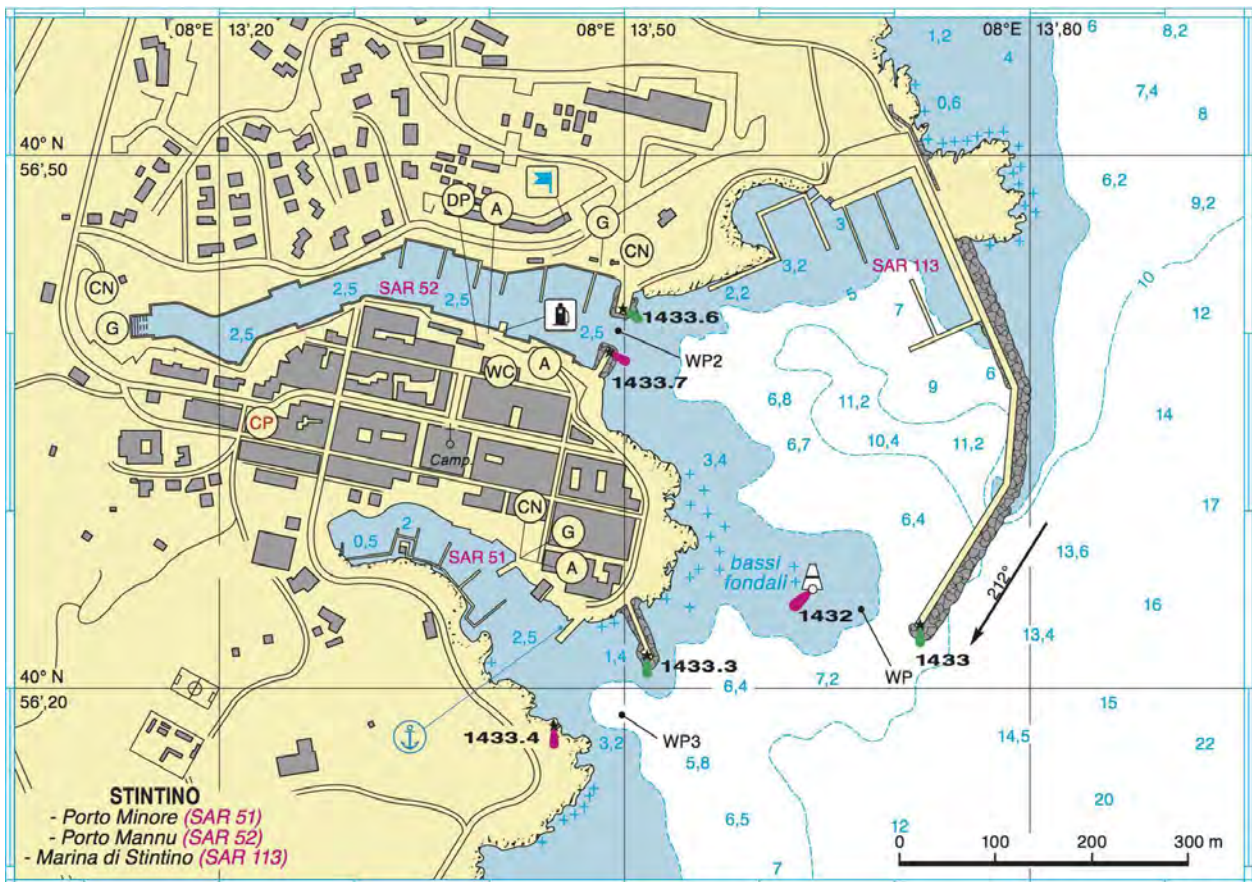 08°E 13',20 08°E 13',50 08°E 13',80
6
8,2
1,2
4
7,4
8
0,6
40° N
56',50
6,2
9,2
DP
A
G
CN
3
SAR 113
3,2
2,2
5
7
10
12
CN
G
2,5
SAR 52
2,5
2,5
2,5
1433.6
WP2
1433.7
WC
A
6
9
6,8
11,2
14
CP
Camp.
6,7
10,4
11,2
3,4
17
CN
G
A
0,5
2
SAR 51
6,4
13,6
bassi
fondali
212°
16
1432
2,5
13,4
1433
WP
1,4
1433.3
40° N
56',20
6,4
7,2
15
1433.4
3,2
WP3
5,8
14,5
22
20
6,5
12
7
STINTINO
- Porto Minore (SAR 51)
- Porto Mannu (SAR 52)
- Marina di Stintino (SAR 113)
0 100 200 300 m